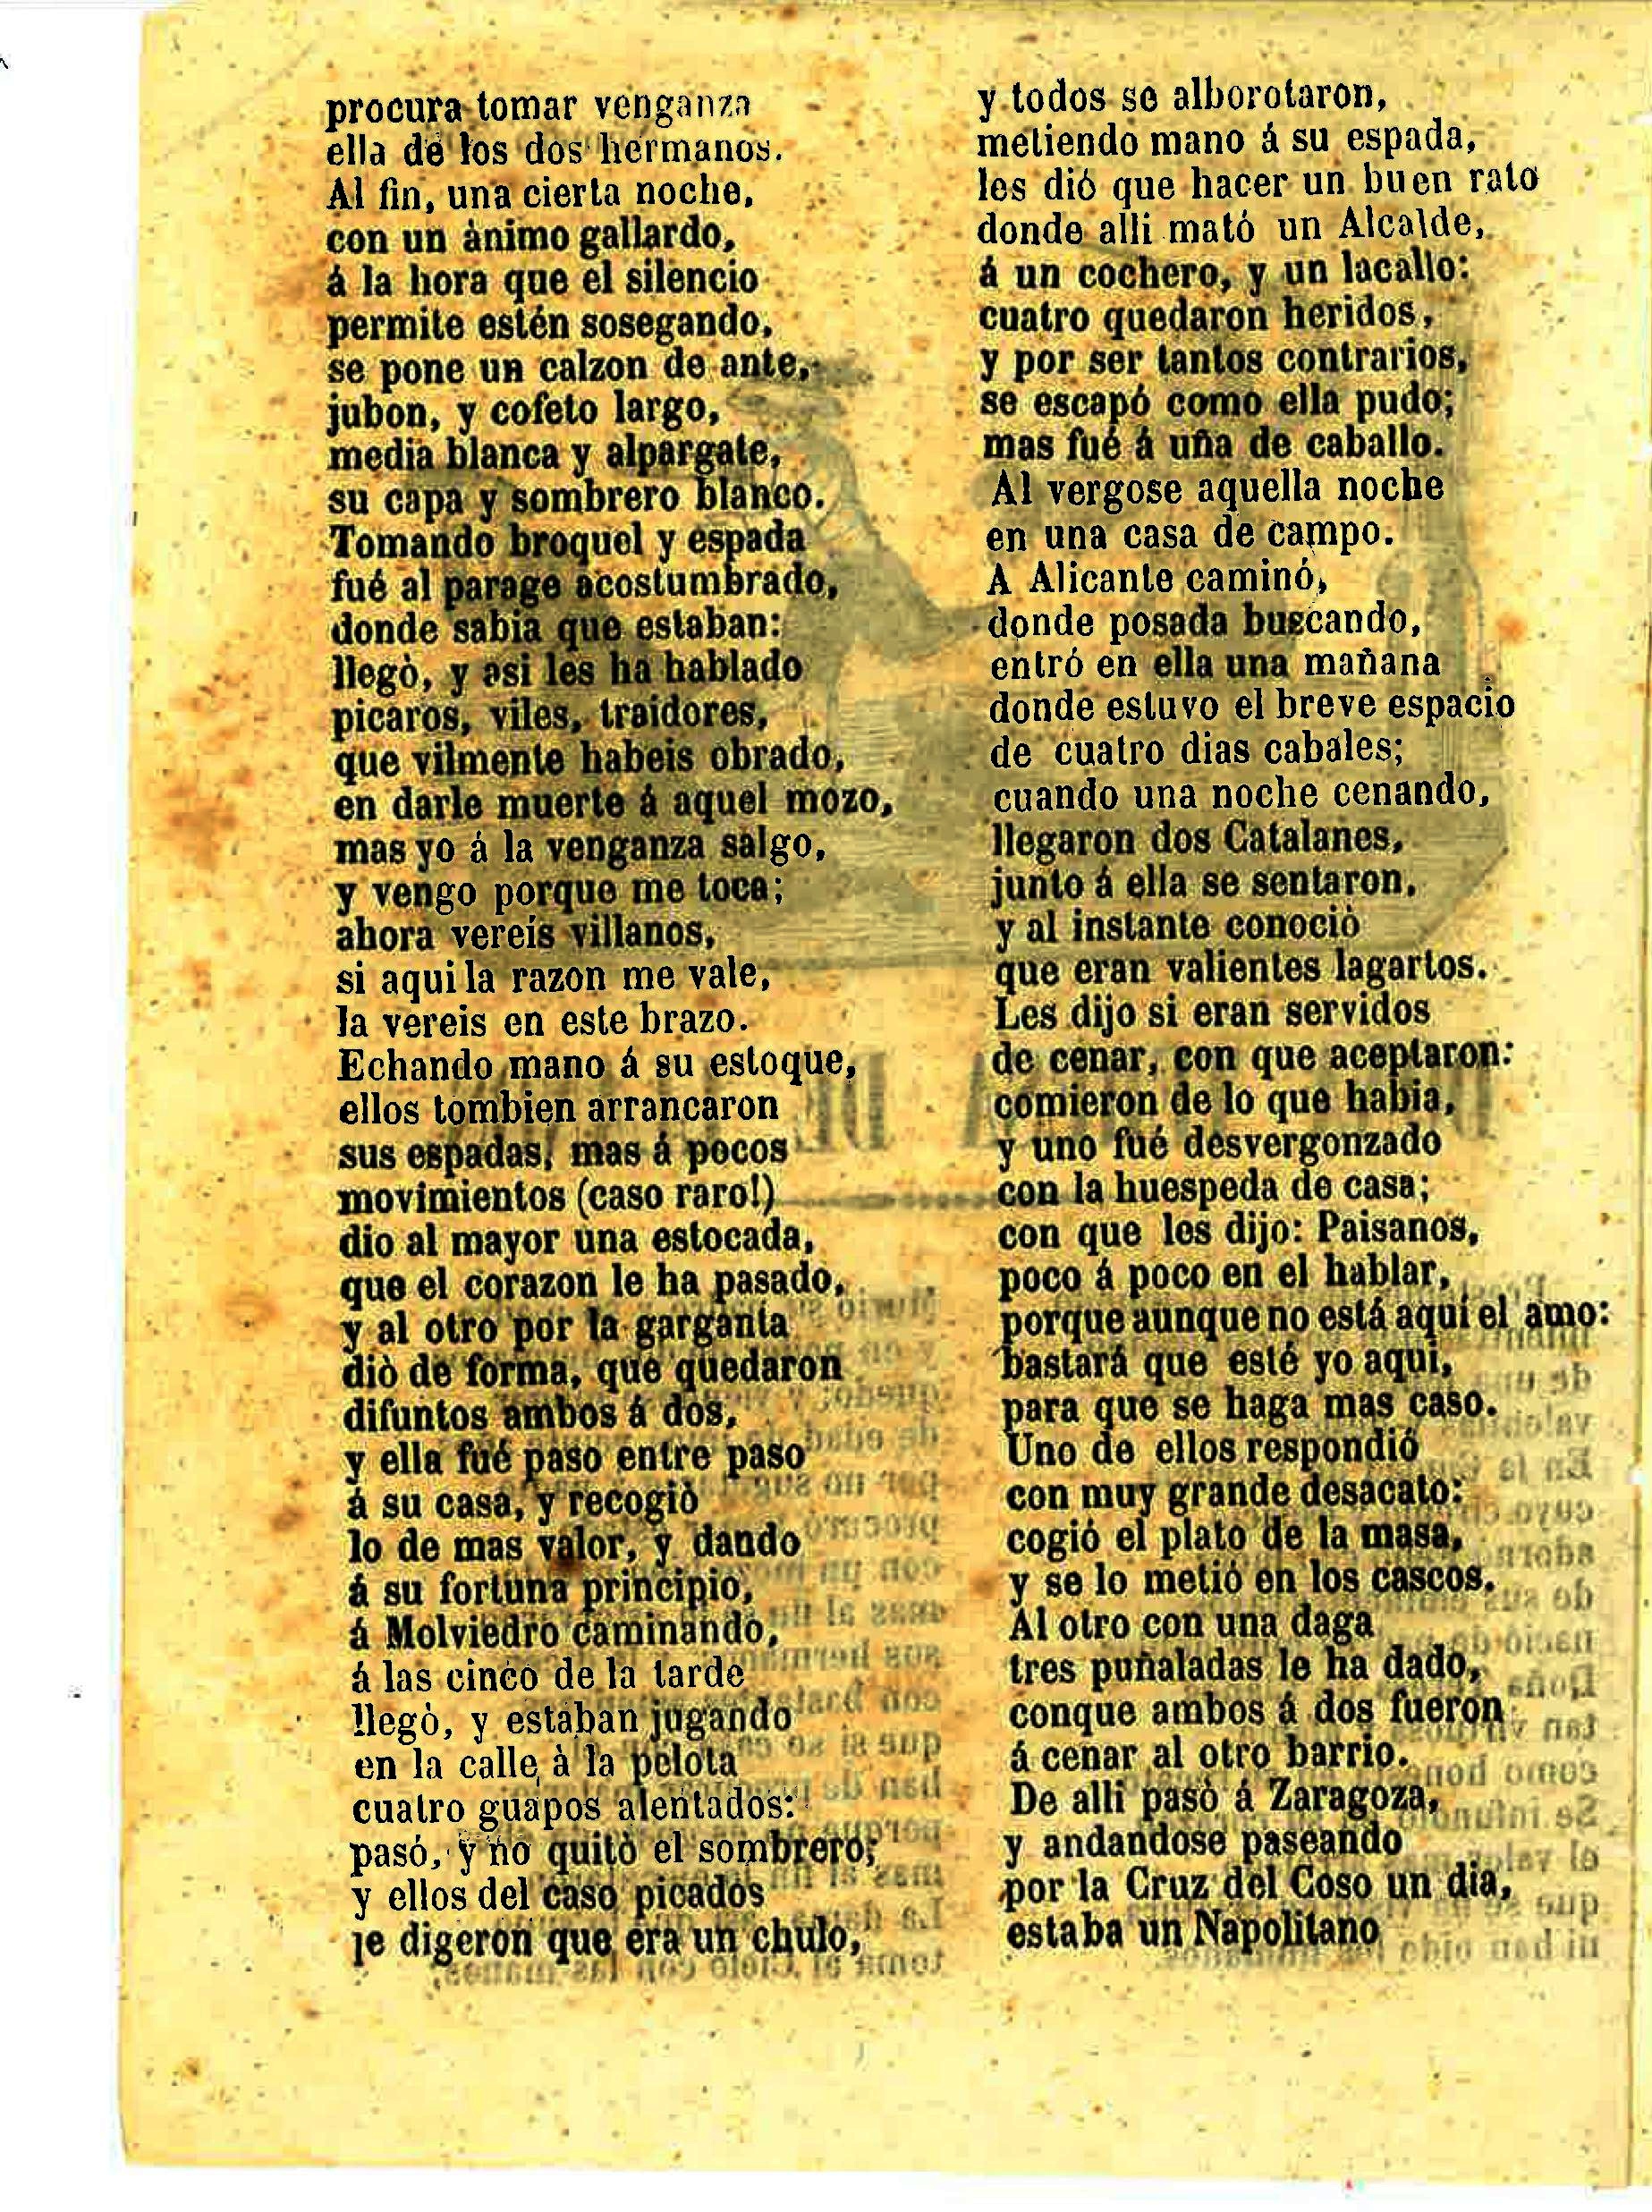 procura tomar venganza
ella de los dos hermanos.
Al fin, una cierta noche,
con un ànimo gallardo,
á la hora que el silencio
permite estén sosegando,
se pone un calzon de ante,
jubon, y cofeto largo,
media blanca y alpargate,
su capa y sombrero blanco.
Tomando broquel y espada
fué al parage acostumbrado,
donde sabia que estaban:
llegò, y asi les ha hablado
picaros, viles, traidores,
que vilmente habeis obrado,
en darle muerte á aquel mozo,
mas yo á la venganza salgo,
y vengo porque me toca;
ahora vereis villanos,
si aqui la razon me vale,
la vereis en este brazo.
Echando mano á su estoque,
ellos tombien arrancaron
sus espadas, mas á pocos
movimientos (caso raro!)
dio al mayor una estocada,
que el corazon le ha pasado,
y al otro por la garganta
diò de forma, que quedaron
difuntos ambos á dos,
y ella fué paso entre paso
á su casa, y recogiò
lo de mas valor, y dando
á su fortuna principio,
á Molviedro caminando,
á las cinco de la tarde
llegò, y estaban jugando
en la calle à la pelota
cuatro guapos alentados:
pasó, y no quitò el sombrero;
y ellos del caso picados
je digeron que era un chulo,
y todos se alborotaron,
metiendo mano á su espada,
les dió que hacer un buen rato
donde alli mató un Alcalde,
á un cochero, y un lacallo:
cuatro quedaron heridos,
y por ser tantos contrarios,
se escapó como ella pudo;
mas fué á uña de caballo.
Al vergose aquella noche
en una casa de campo.
A Alicante caminó,
donde posada buscando,
entró en ella una mañana
donde estuvo el breve espacio
de cuatro dias cabales;
cuando una noche cenando,
llegaron dos Catalanes,
junto á ella se sentaron,
y al instante conoció
que eran valientes lagartos.
Les dijo si eran servidos
de cenar, con que aceptaron:
comieron de lo que habia,
y uno fué desvergonzado
con la huespeda de casa;
con que les dijo: Paisanos,
poco á poco en el hablar,
porque aunque no está aquí el amo:
bastará que esté yo aqui,
para que se haga mas caso.
Uno de ellos respondió
con muy grande desacato:
cogió el plato de la masa,
y se lo metió en los cascos.
Al otro con una daga
tres puñaladas le ha dado,
conque ambos á dos fueron
á cenar al otro barrio.
De alli pasò á Zaragoza,
y andandose paseando
por la Cruz del Coso un dia,
estaba un Napolitano